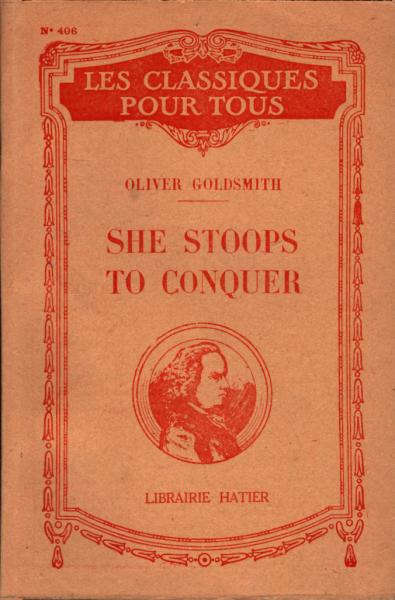 N° 406
LES CLASSIQUES
POUR TOUS
OLIVER GOLDSMITH
SHE STOOPS
TO CONQUER
LIBRAIRIE HATIER